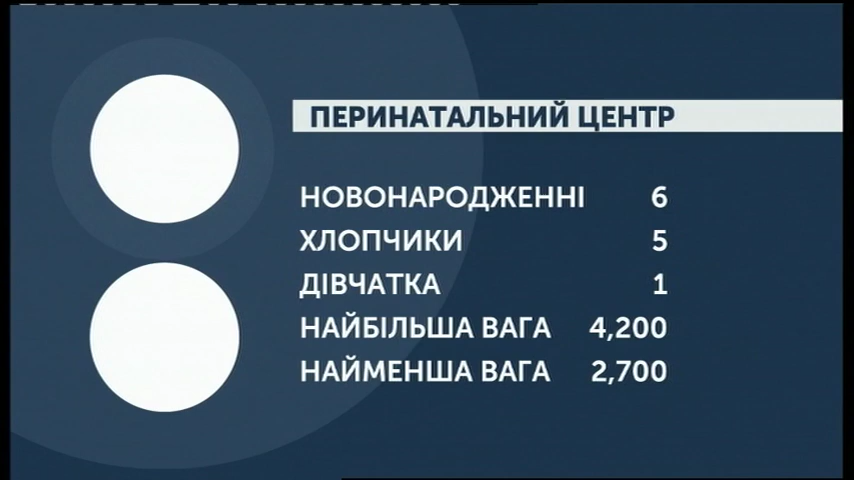 ПЕРИНАТАЛЬНИЙ ЦЕНТР
НОВОНАРОДЖЕННІ 6
ХЛОПЧИКИ 5
ДІВЧАТКА 1
НАЙБІЛЬША ВАГА 4,200
НАЙМЕНША ВАГА 2,700